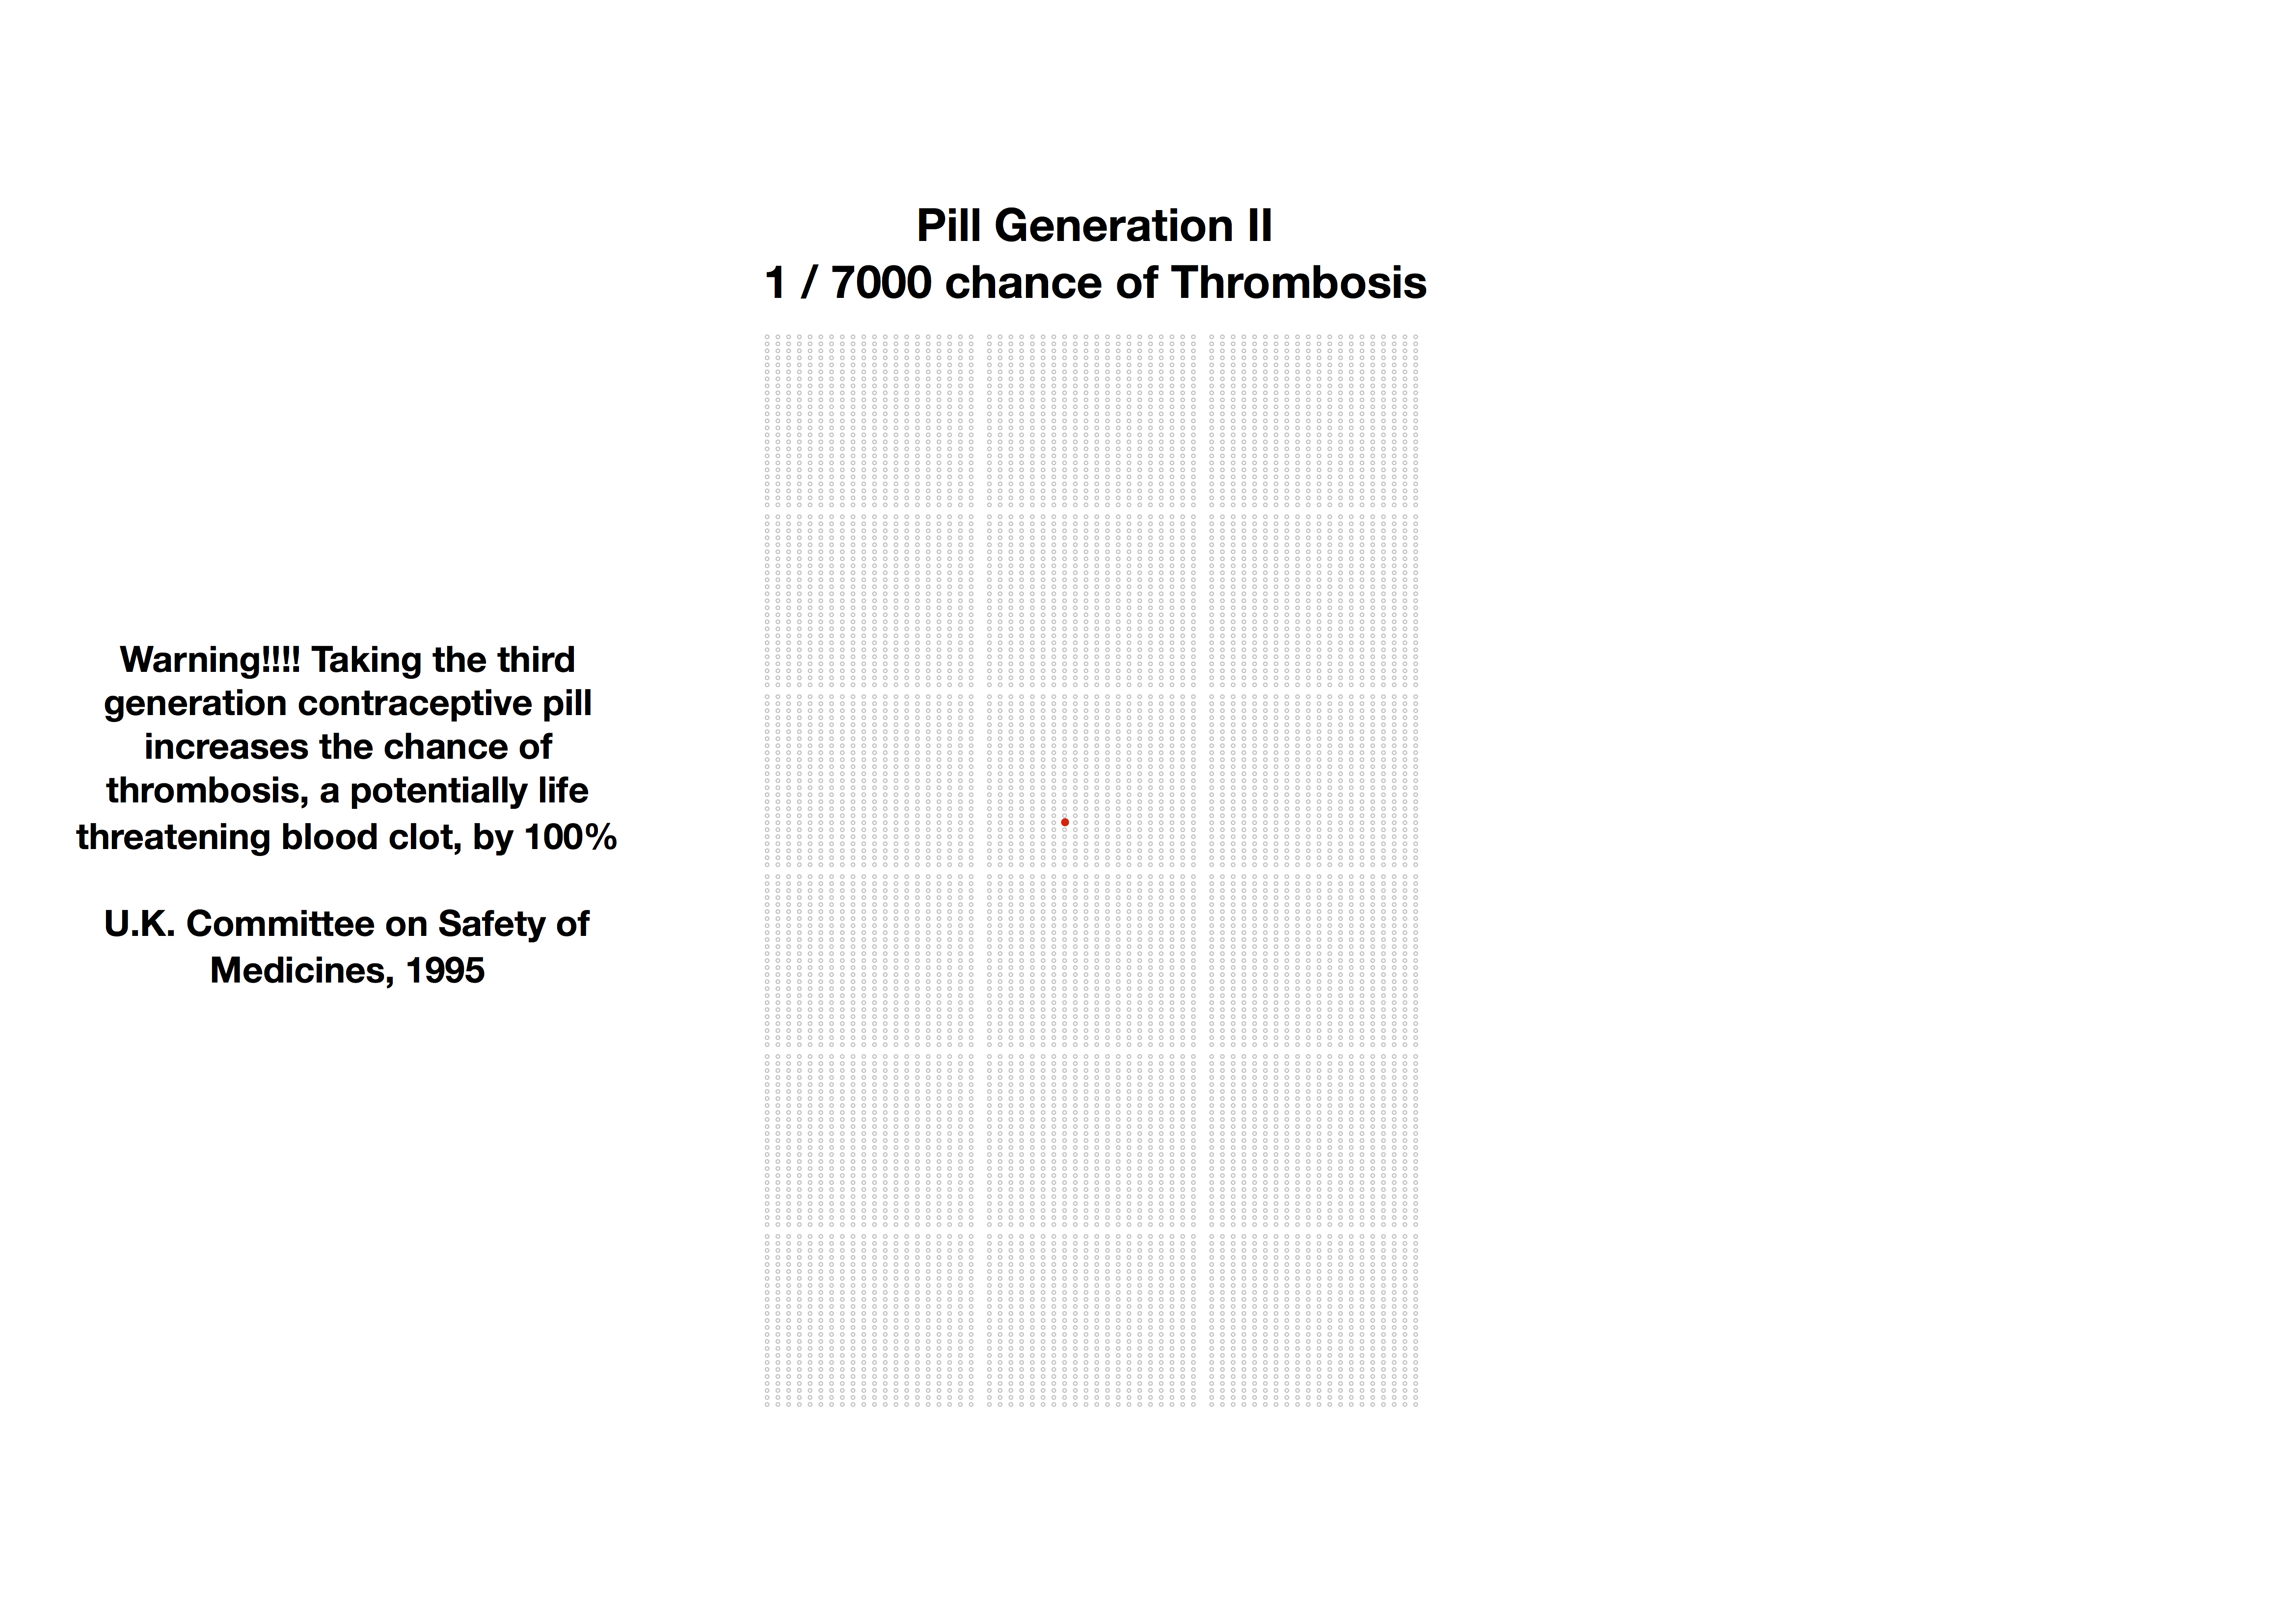 Pill Generation II
1 / 7000 chance of Thrombosis
Warning!!!! Taking the third
generation contraceptive pill
increases the chance of
thrombosis, a potentially life
threatening blood clot, by 100%
U.K. Committee on Safety of
Medicines, 1995